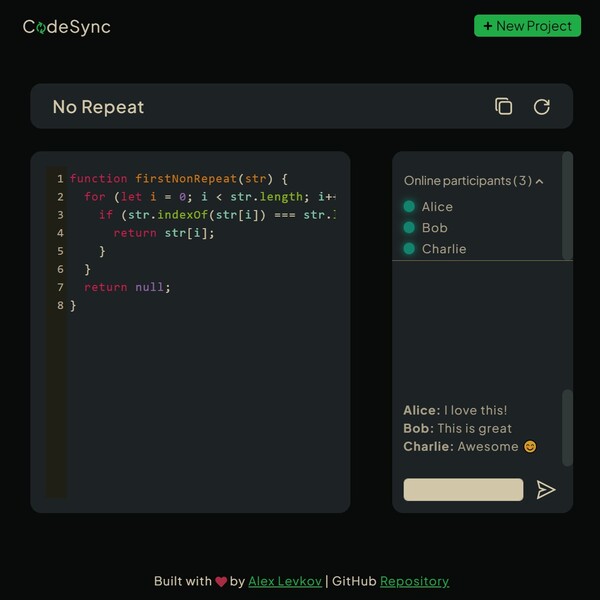 CodeSync
+ New Project
No Repeat
1 function firstNonRepeat(str) {
2 for (let i = 0; i < str.length; i++
3 if (str.indexOf(str[i]) === str.
4 return str[i];
5 }
6 }
7 return null;
8 }
Online participants (3)
Alice
Bob
Charlie
Alice: I love this!
Bob: This is great
Charlie: Awesome 😊
Built with ❤ by Alex Levkov | GitHub Repository